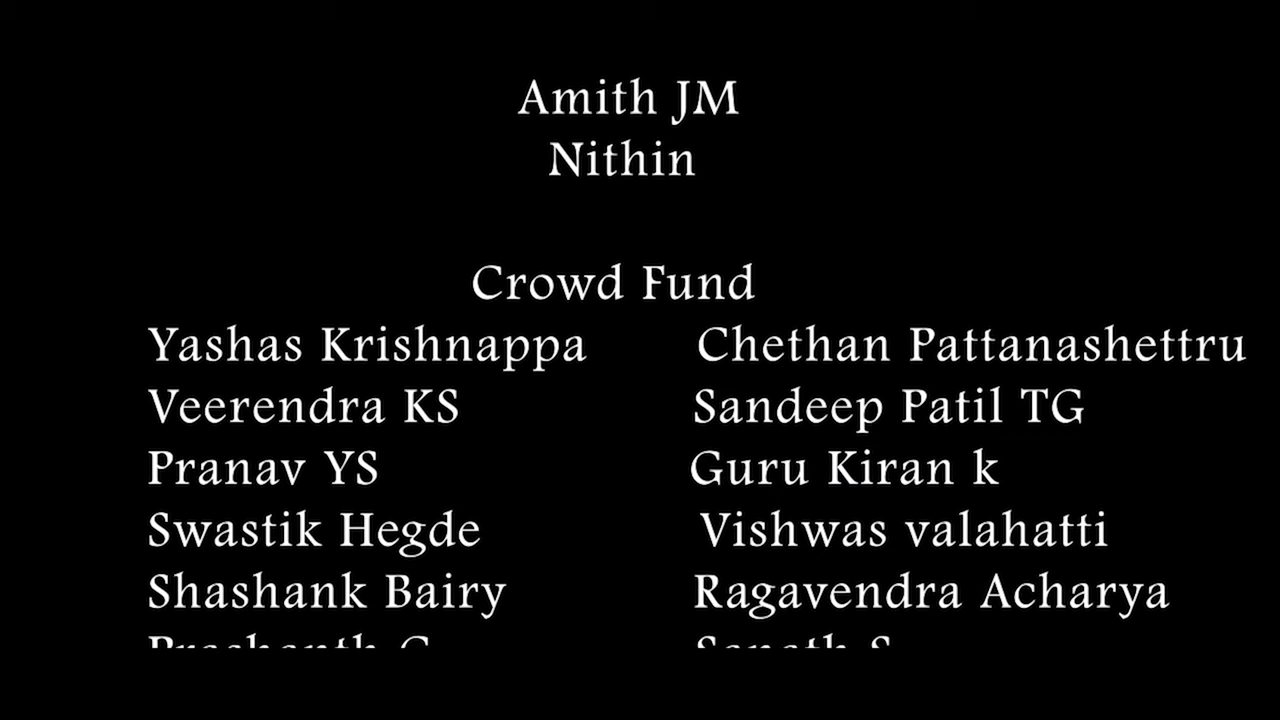 Amith JM
Nithin
Crowd Fund
Yashas Krishnappa Chethan Pattanashettru
Veerendra KS Sandeep Patil TG
Pranav YS Guru Kiran k
Swastik Hegde Vishwas valahatti
Shashank Bairy Ragavendra Acharya